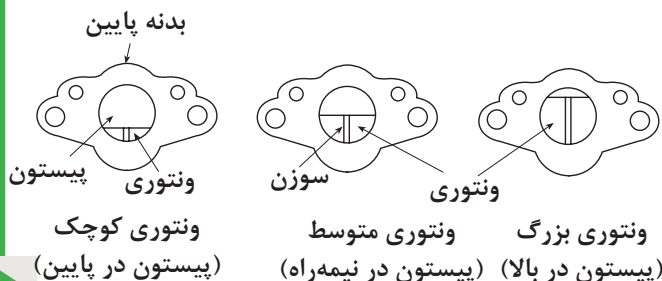 بدنه پایین
پیستون
ونتوری
سوزن
ونتوری
ونتوری بزرگ
(پیستون در بالا)
ونتوری متوسط
(پیستون در نیمه‌راه)
ونتوری کوچک
(پیستون در پایین)